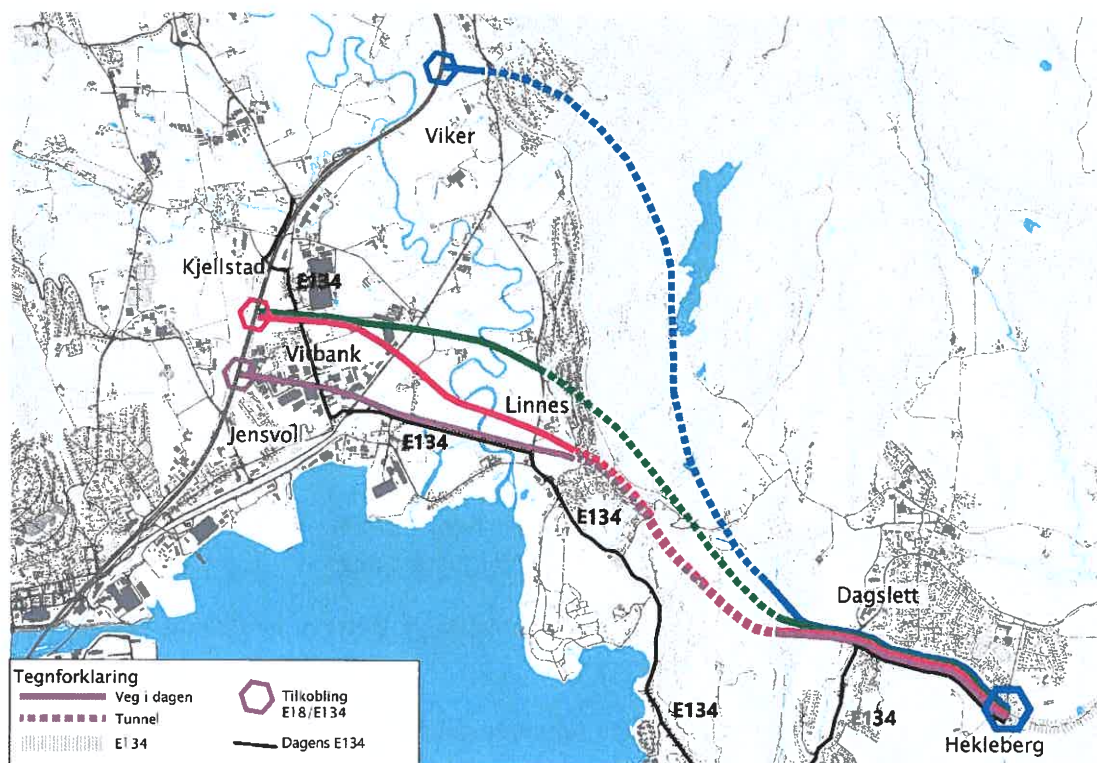 Viker
Kjellstad
E134
Vitbank
Linnes
Jensvoll
E134
E134
Dagslett
E134
E134
Hekleberg
Tegnforklaring
Veg i dagen
Tunnel
E134
Tilkobling
E18/E134
Dagens E134